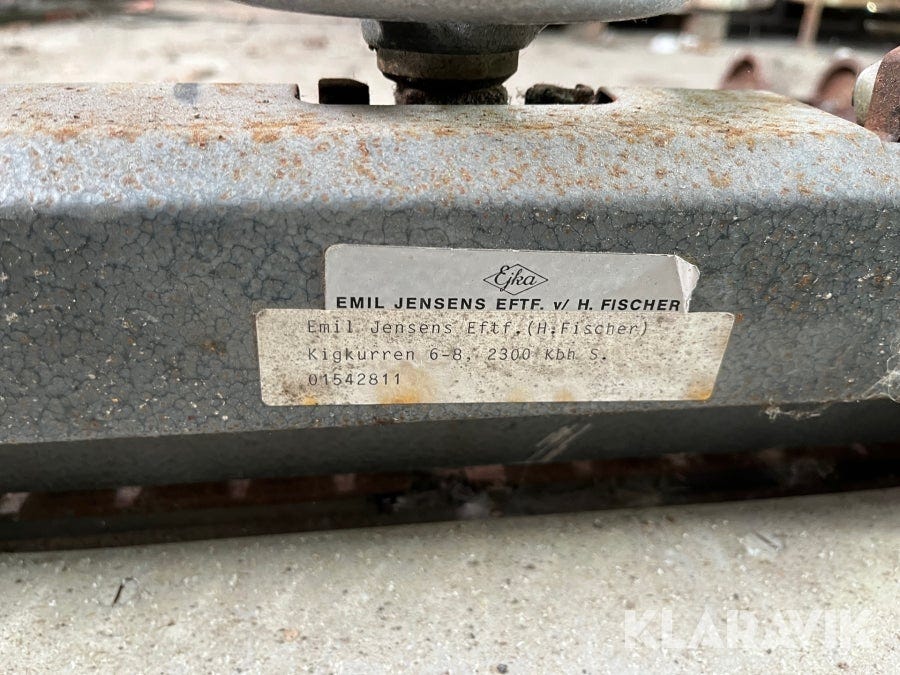 Ejka
EMIL JENSENS EFTF. v/ H. FISCHER
Emil Jensens Eftf.(H.Fischer)
Kigkurren 6-8, 2300 Kbh S.
01542811
KLARAVIK